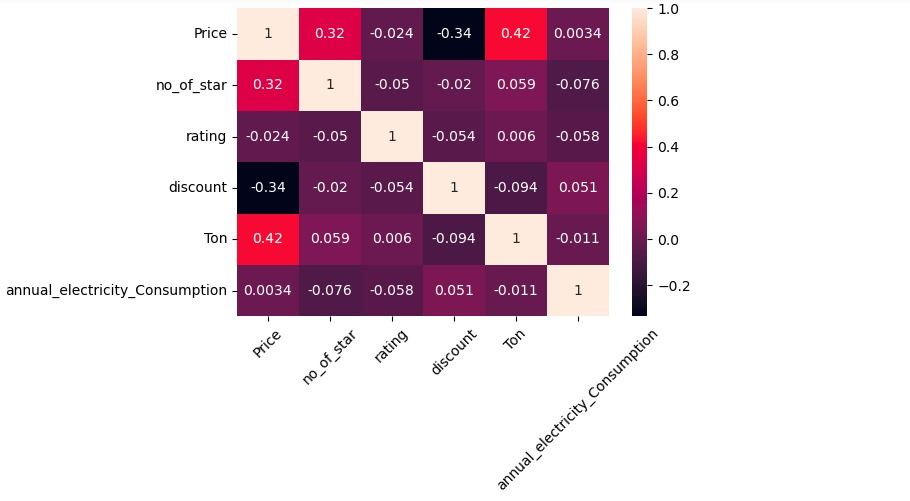 1.0
Price 1 0.32 -0.024 -0.34 0.42 0.0034
0.8
no_of_star 0.32 1 -0.05 -0.02 0.059 -0.076
0.6
rating -0.024 -0.05 1 -0.054 0.006 -0.058
0.4
discount -0.34 -0.02 -0.054 1 -0.094 0.051
0.2
Ton 0.42 0.059 0.006 -0.094 1 -0.011
0.0
annual_electricity_Consumption 0.0034 -0.076 -0.058 0.051 -0.011 1
−0.2
Price no_of_star rating discount Ton annual_electricity_Consumption